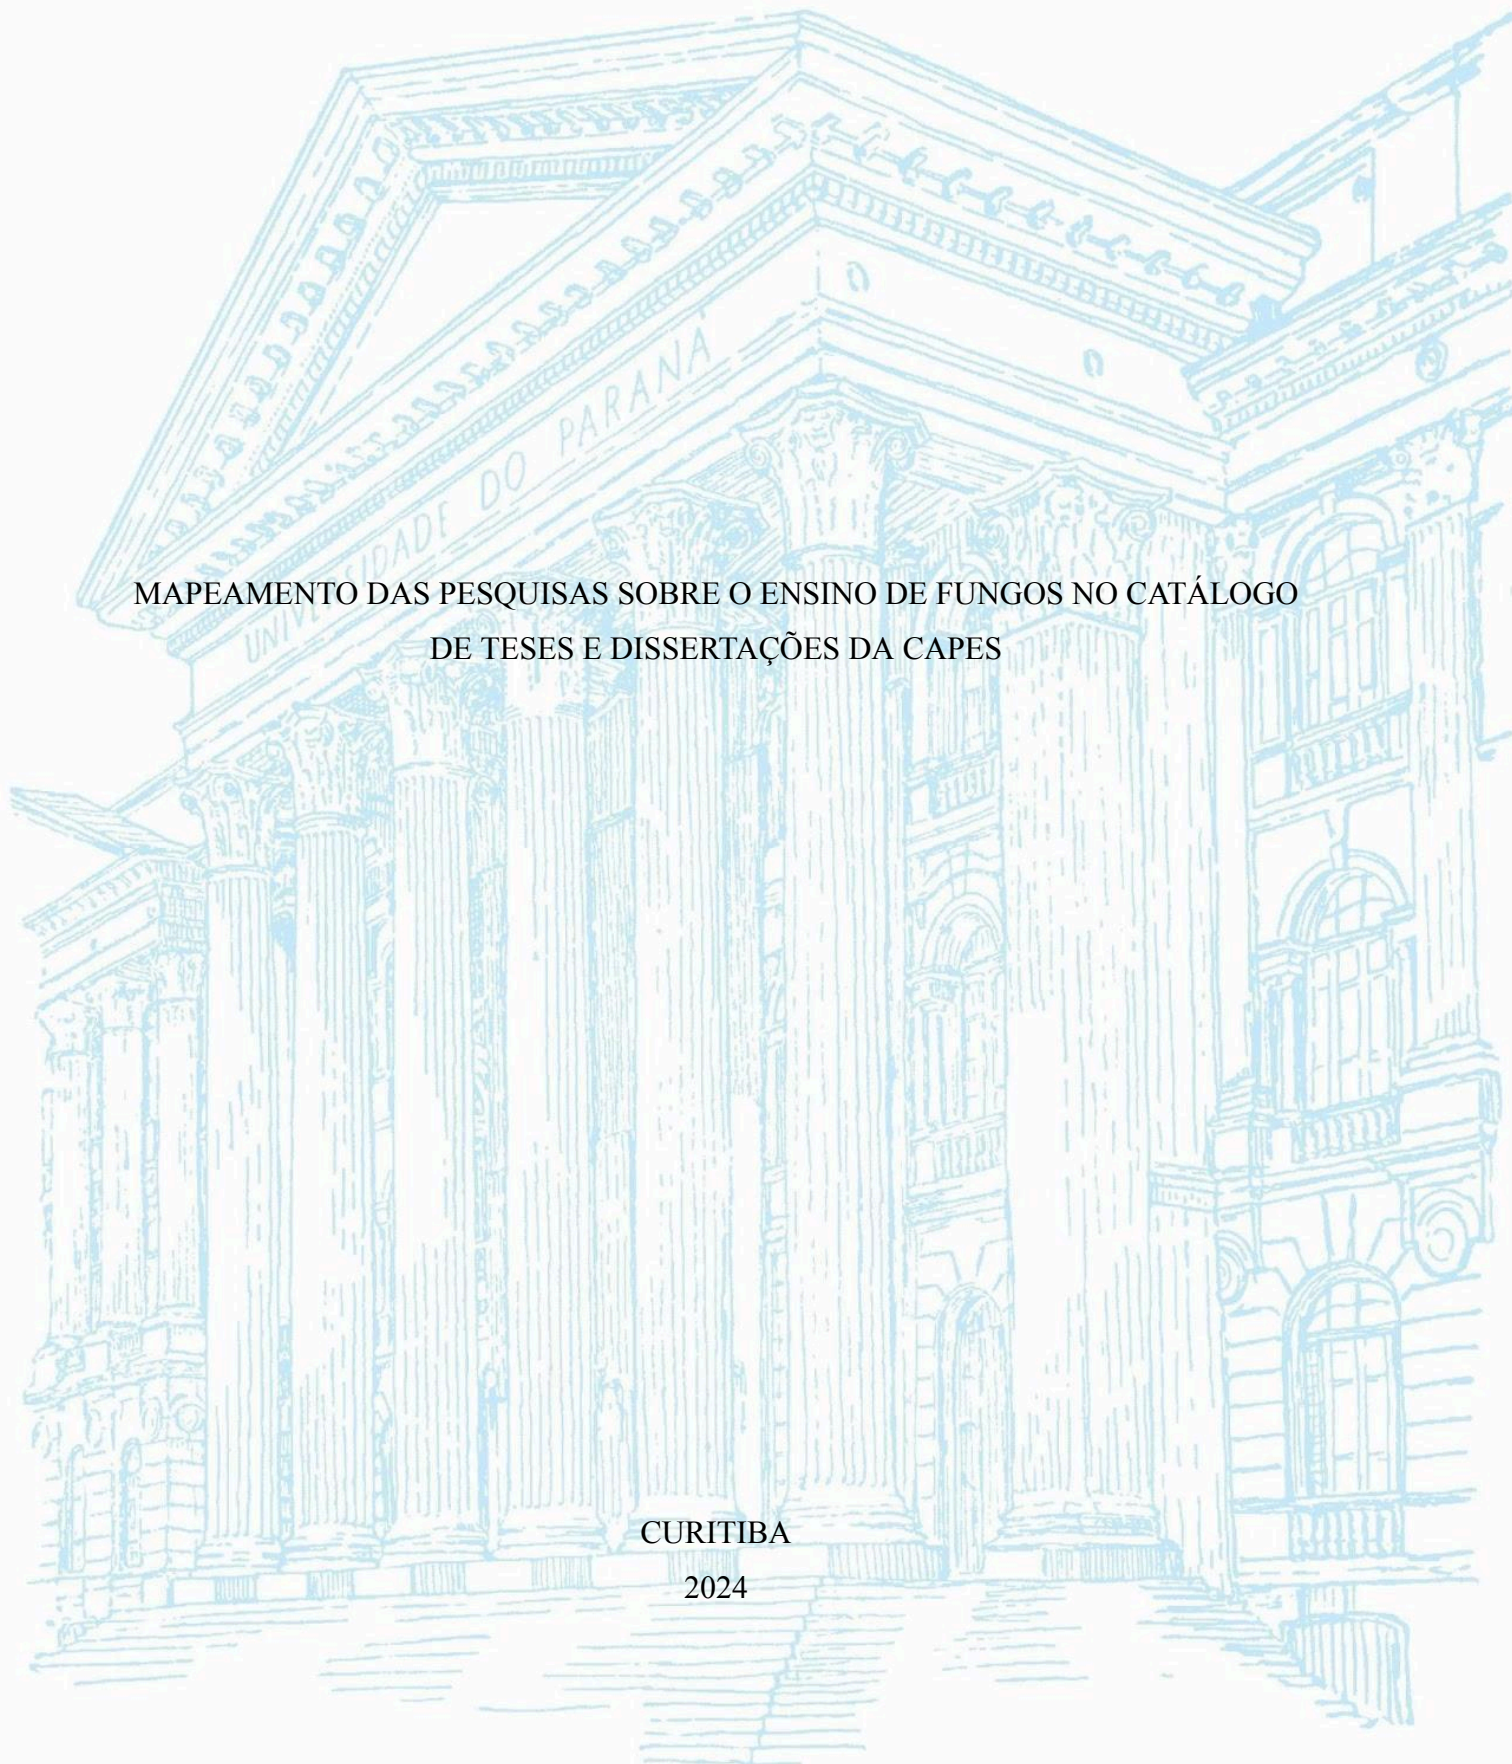 UNIVERSIDADE DO PARANÁ
MAPEAMENTO DAS PESQUISAS SOBRE O ENSINO DE FUNGOS NO CATÁLOGO
DE TESES E DISSERTAÇÕES DA CAPES
CURITIBA
2024